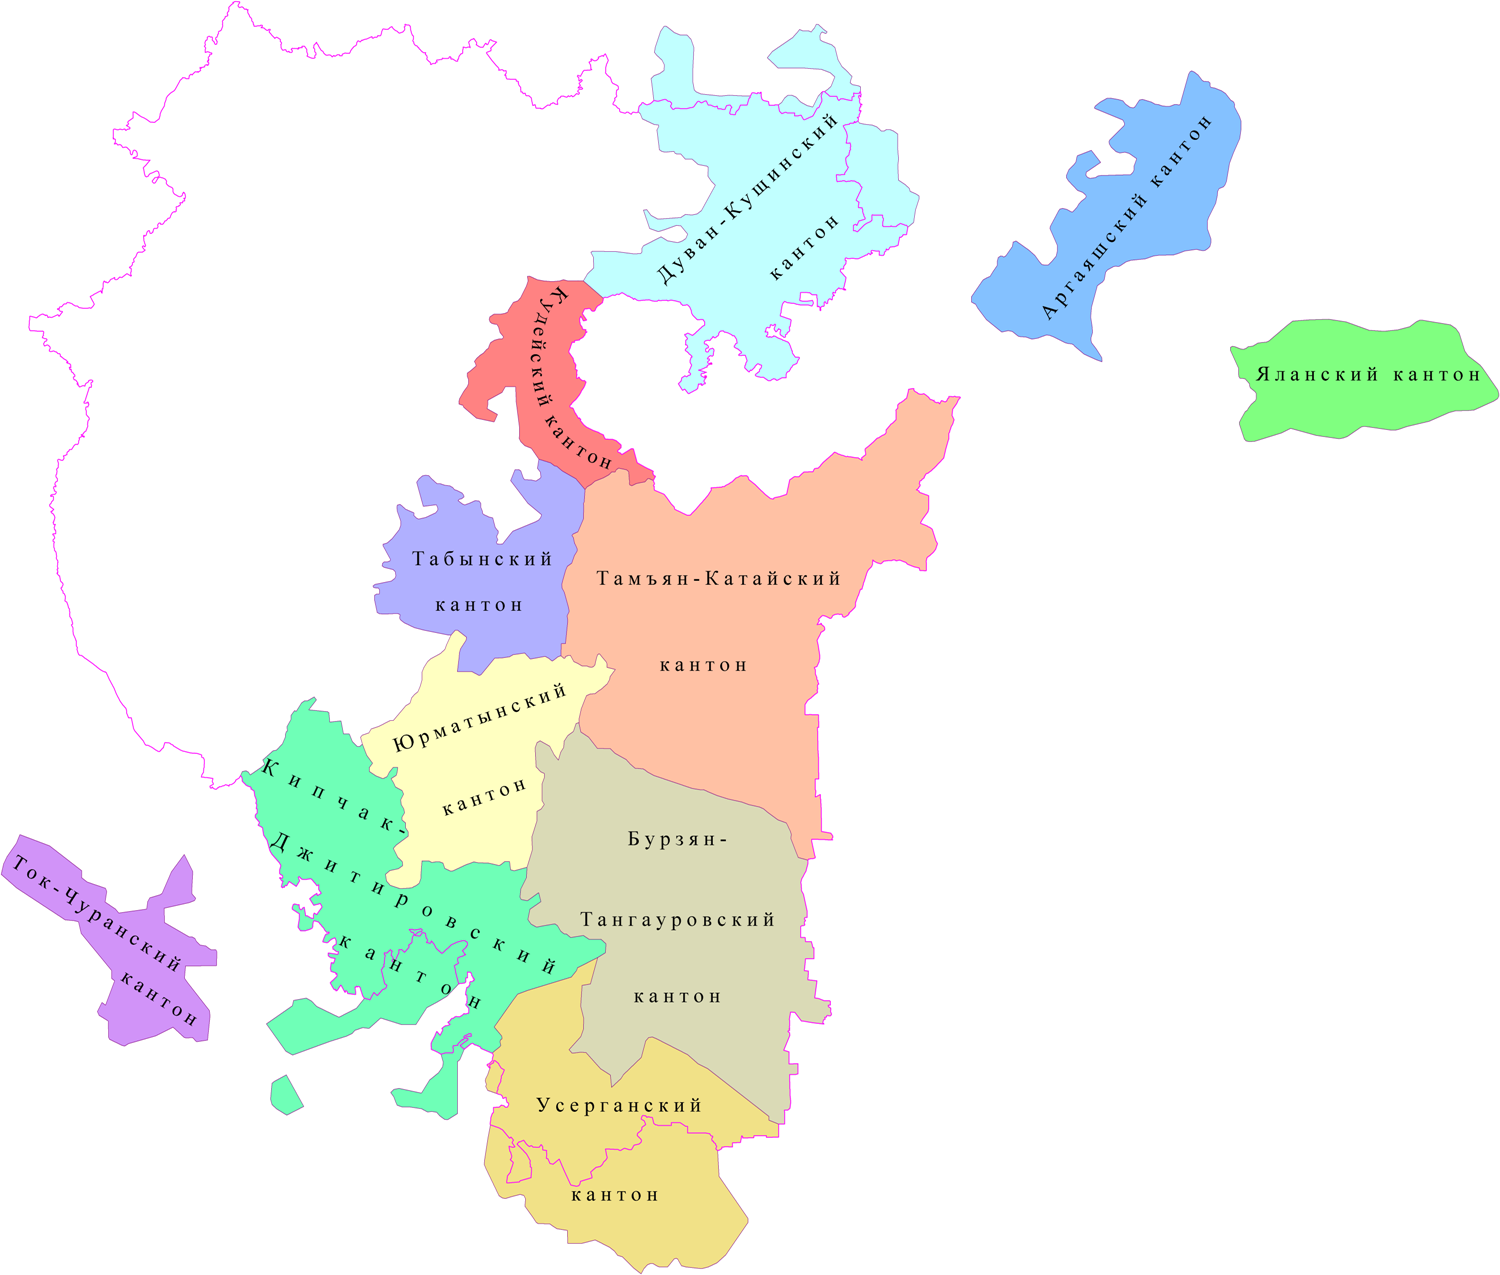 Дуван-Кущинский
кантон
Аргаяшский кантон
Кудейский кантон
Яланский кантон
Табынский
кантон
Тамъян-Катайский
кантон
Юрматынский
кантон
Кипчак-
Джитировский
кантон
Бурзян-
Тангауровский
кантон
Ток-Чуранский
кантон
Усерганский
кантон